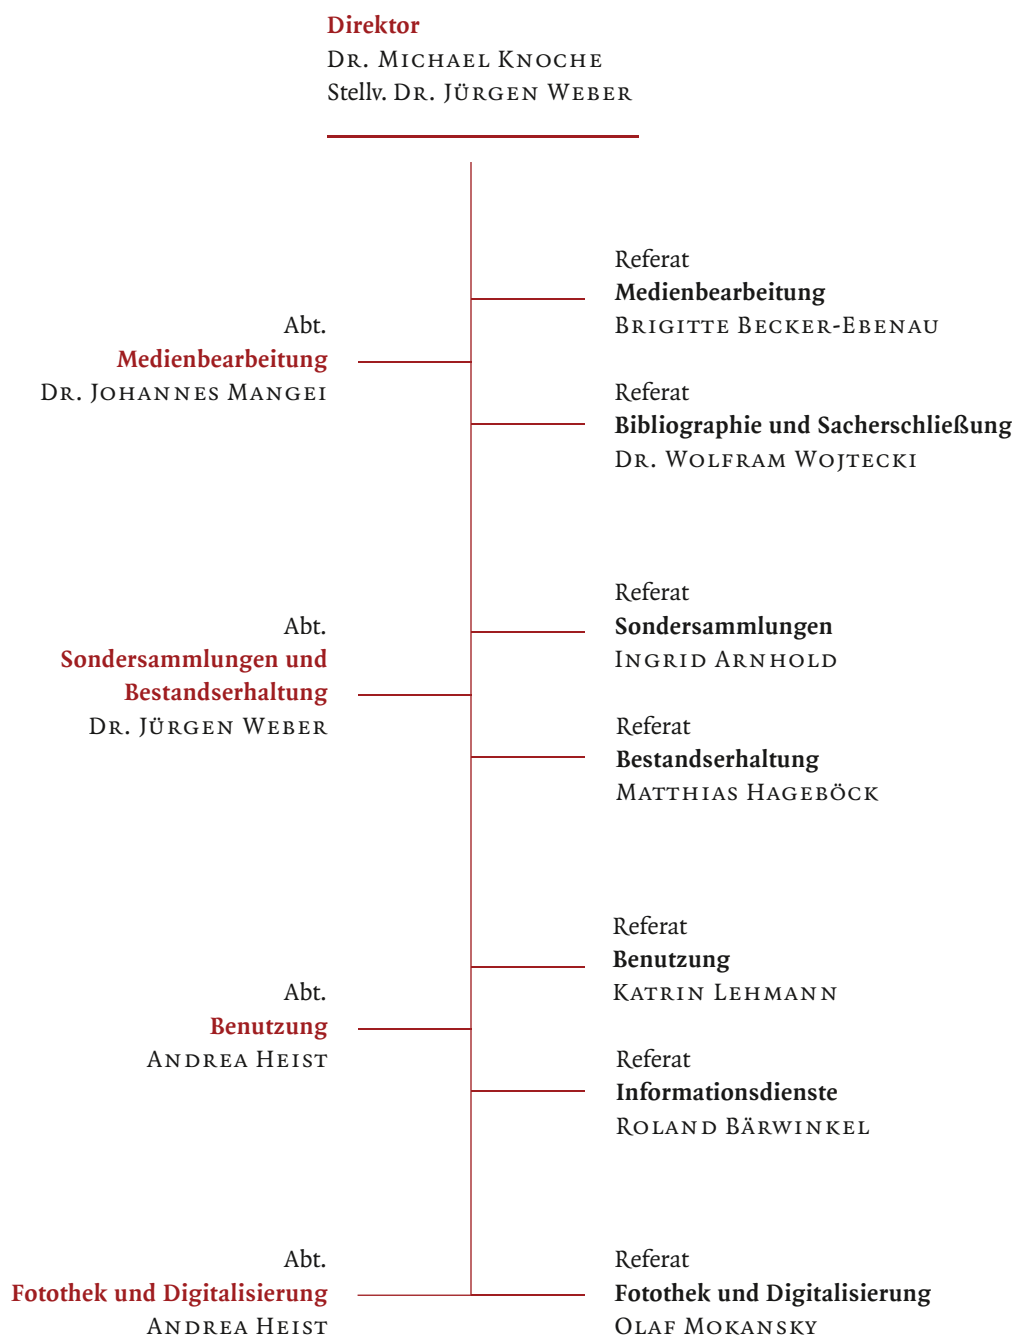 Direktor
Dr. Michael Knoche
Stellv. Dr. Jürgen Weber
Abt.
Medienbearbeitung
Dr. Johannes Mangei
Referat
Medienbearbeitung
Brigitte Becker-Ebenau
Referat
Bibliographie und Sacherschließung
Dr. Wolfram Wojtecki
Abt.
Sondersammlungen und
Bestandserhaltung
Dr. Jürgen Weber
Referat
Sondersammlungen
Ingrid Arnhold
Referat
Bestandserhaltung
Matthias Hageböck
Abt.
Benutzung
Andrea Heist
Referat
Benutzung
Katrin Lehmann
Referat
Informationsdienste
Roland Bärwinkel
Abt.
Fotothek und Digitalisierung
Andrea Heist
Referat
Fotothek und Digitalisierung
Olaf Mokansky